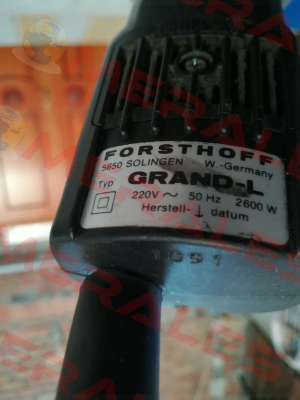 FORSTHOFF
5650 SOLINGEN W.-Germany
Typ GRAND-L
220V ~ 50 Hz 2600 W
Herstell-↓ datum